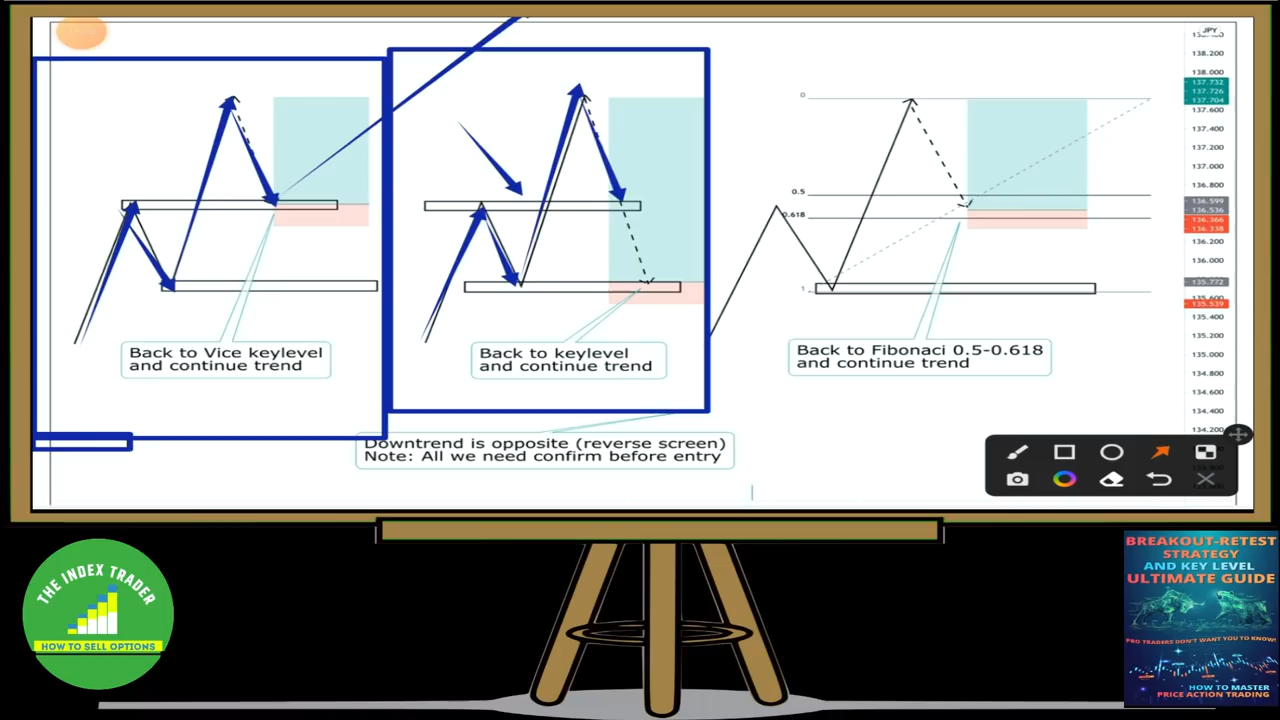 JPY
138.200
138.000
137.732
137.726
137.704
137.600
137.400
137.200
137.000
136.800
136.599
136.536
136.366
136.338
136.200
136.000
135.772
135.600
135.539
135.400
135.200
135.000
134.800
134.600
134.400
134.200
0
0.5
0.618
1
Back to Vice keylevel
and continue trend
Back to keylevel
and continue trend
Back to Fibonaci 0.5-0.618
and continue trend
Downtrend is opposite (reverse screen)
Note: All we need confirm before entry
THE INDEX TRADER
HOW TO SELL OPTIONS
BREAKOUT-RETEST
STRATEGY
AND KEY LEVEL
ULTIMATE GUIDE
PRO TRADERS DON'T WANT YOU TO KNOW!
HOW TO MASTER
PRICE ACTION TRADING